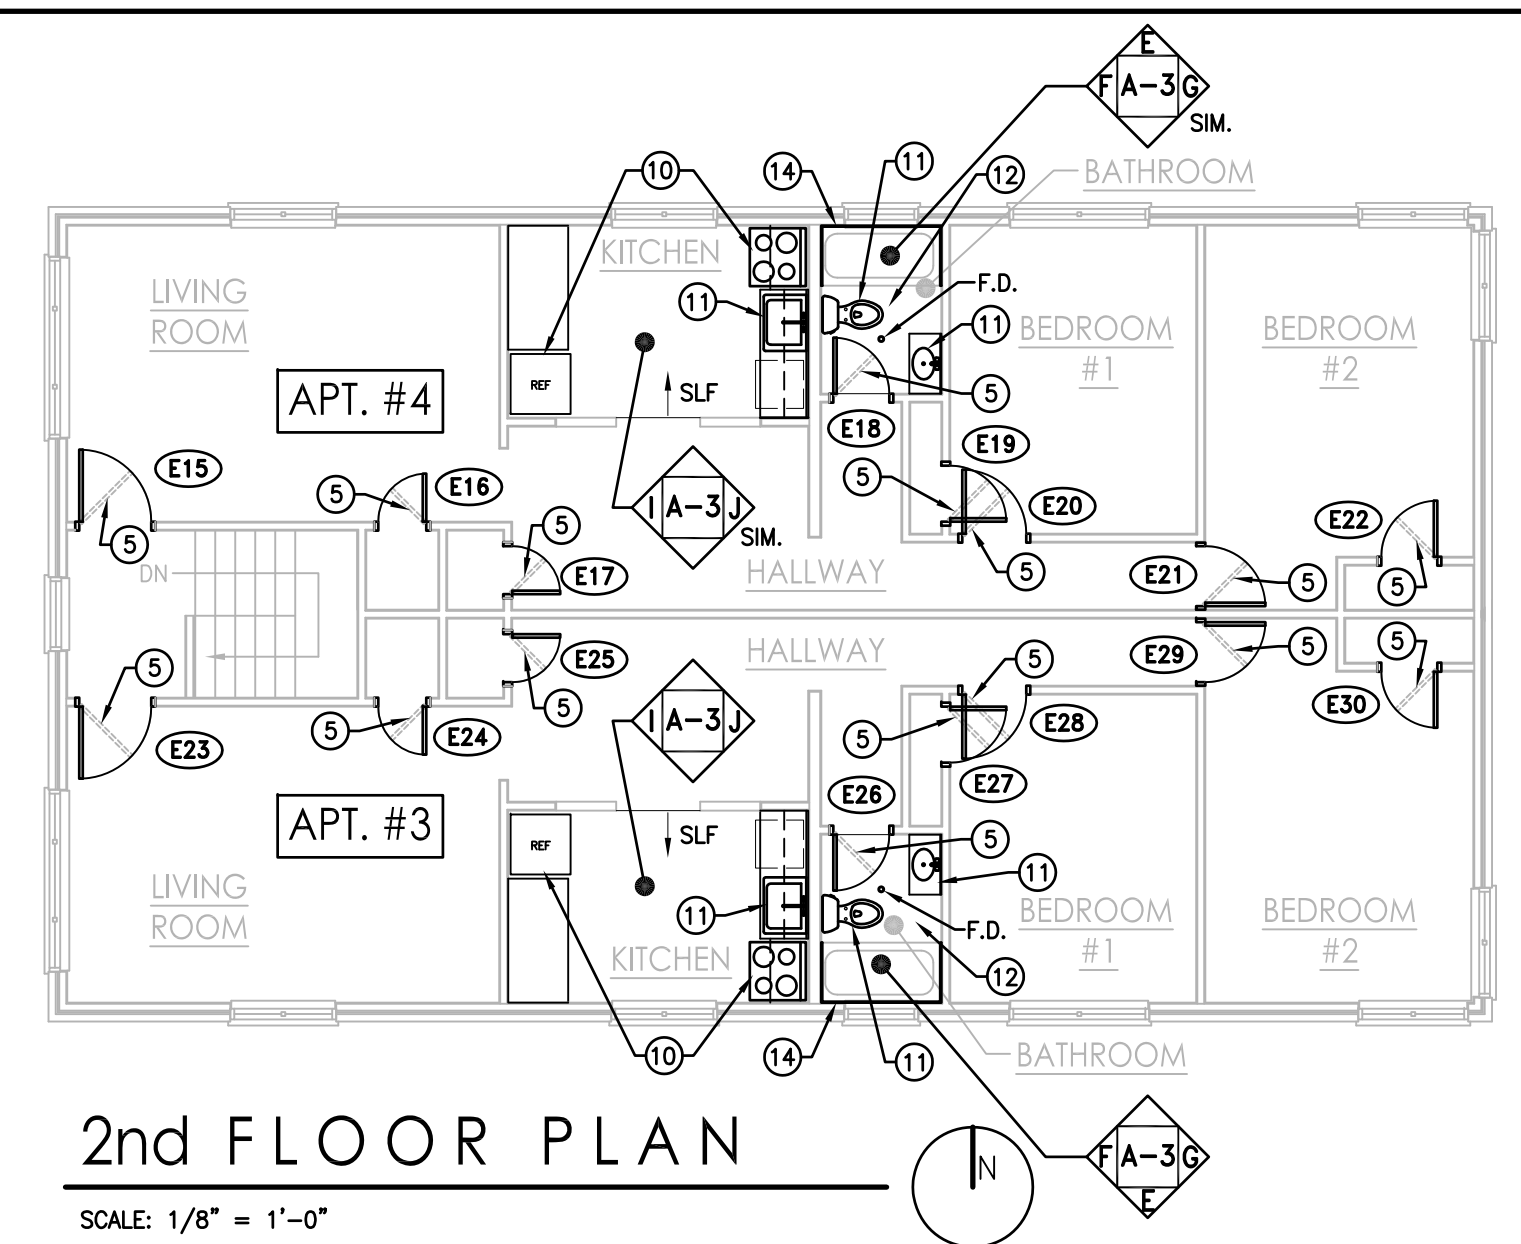 E
F A-3 G
SIM.
10
14
11
12
BATHROOM
KITCHEN
LIVING
ROOM
11
F.D.
11
BEDROOM
#1
BEDROOM
#2
REF
SLF
5
APT. #4
E18
E19
E15
E16
5
5
I A-3 J
SIM.
E20
E22
5
5
E17
5
5
DN
HALLWAY
E21
5
5
HALLWAY
E25
5
5
E29
5
5
5
5
I A-3 J
5
E28
E30
E23
E24
E27
E26
APT. #3
SLF
REF
5
11
LIVING
ROOM
11
F.D.
BEDROOM
#1
BEDROOM
#2
KITCHEN
12
10
14
11
BATHROOM
2nd FLOOR PLAN
N
F A-3 G
E
SCALE: 1/8" = 1'-0"